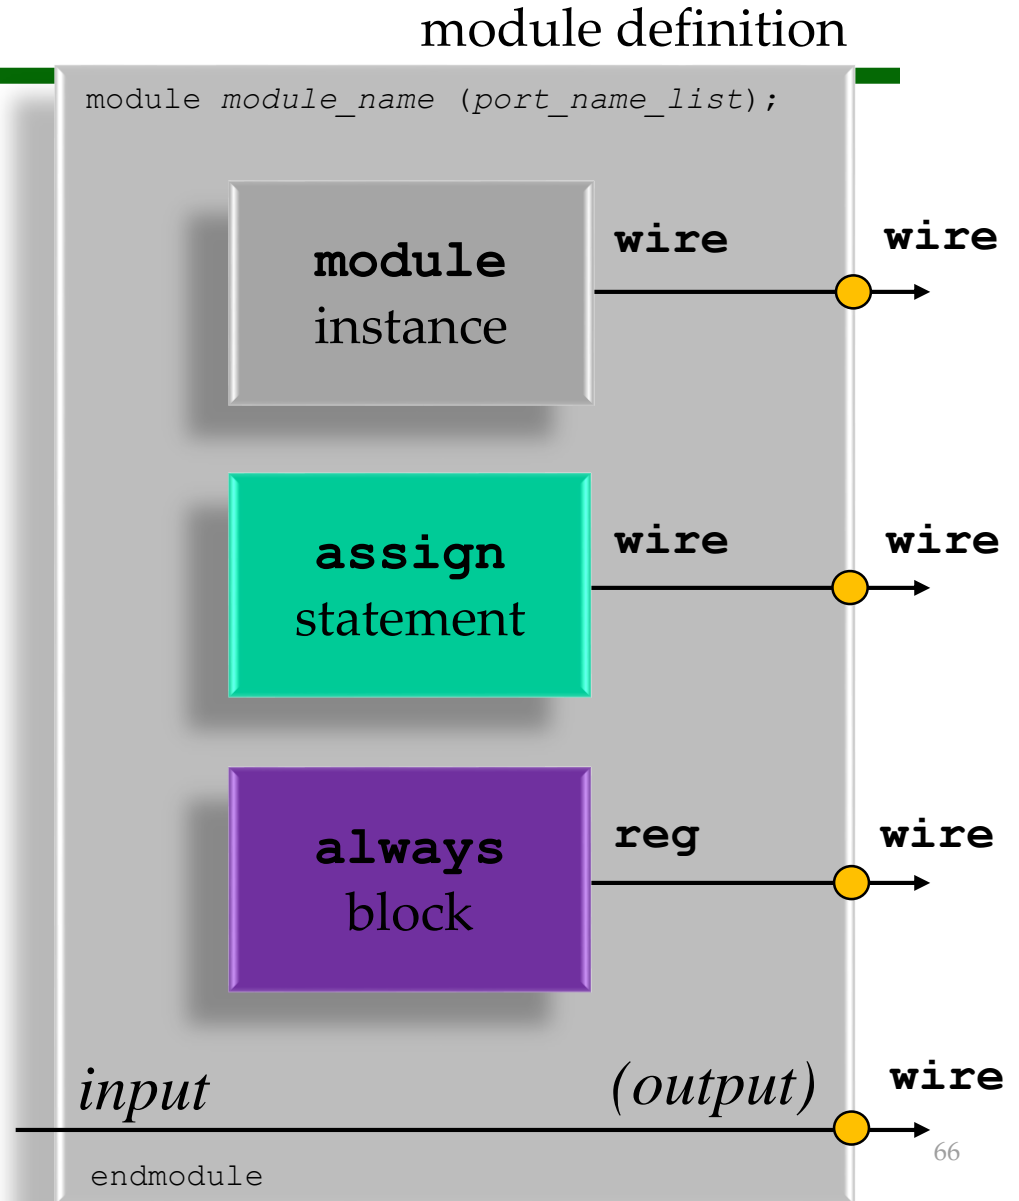 module definition
module module_name (port_name_list);
module
instance
wire
wire
assign
statement
wire
wire
always
block
reg
wire
input
(output)
wire
66
endmodule